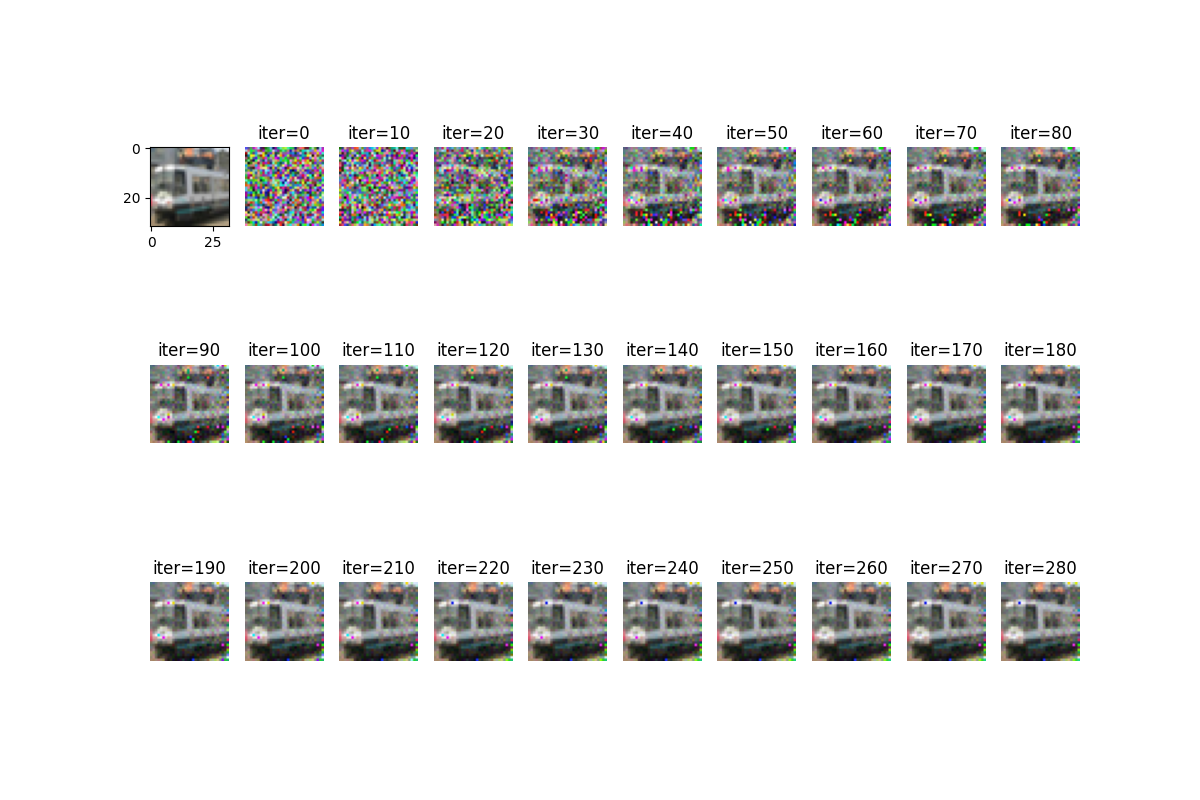 iter=0 iter=10 iter=20 iter=30 iter=40 iter=50 iter=60 iter=70 iter=80
0
20
0 25
iter=90 iter=100 iter=110 iter=120 iter=130 iter=140 iter=150 iter=160 iter=170 iter=180
iter=190 iter=200 iter=210 iter=220 iter=230 iter=240 iter=250 iter=260 iter=270 iter=280